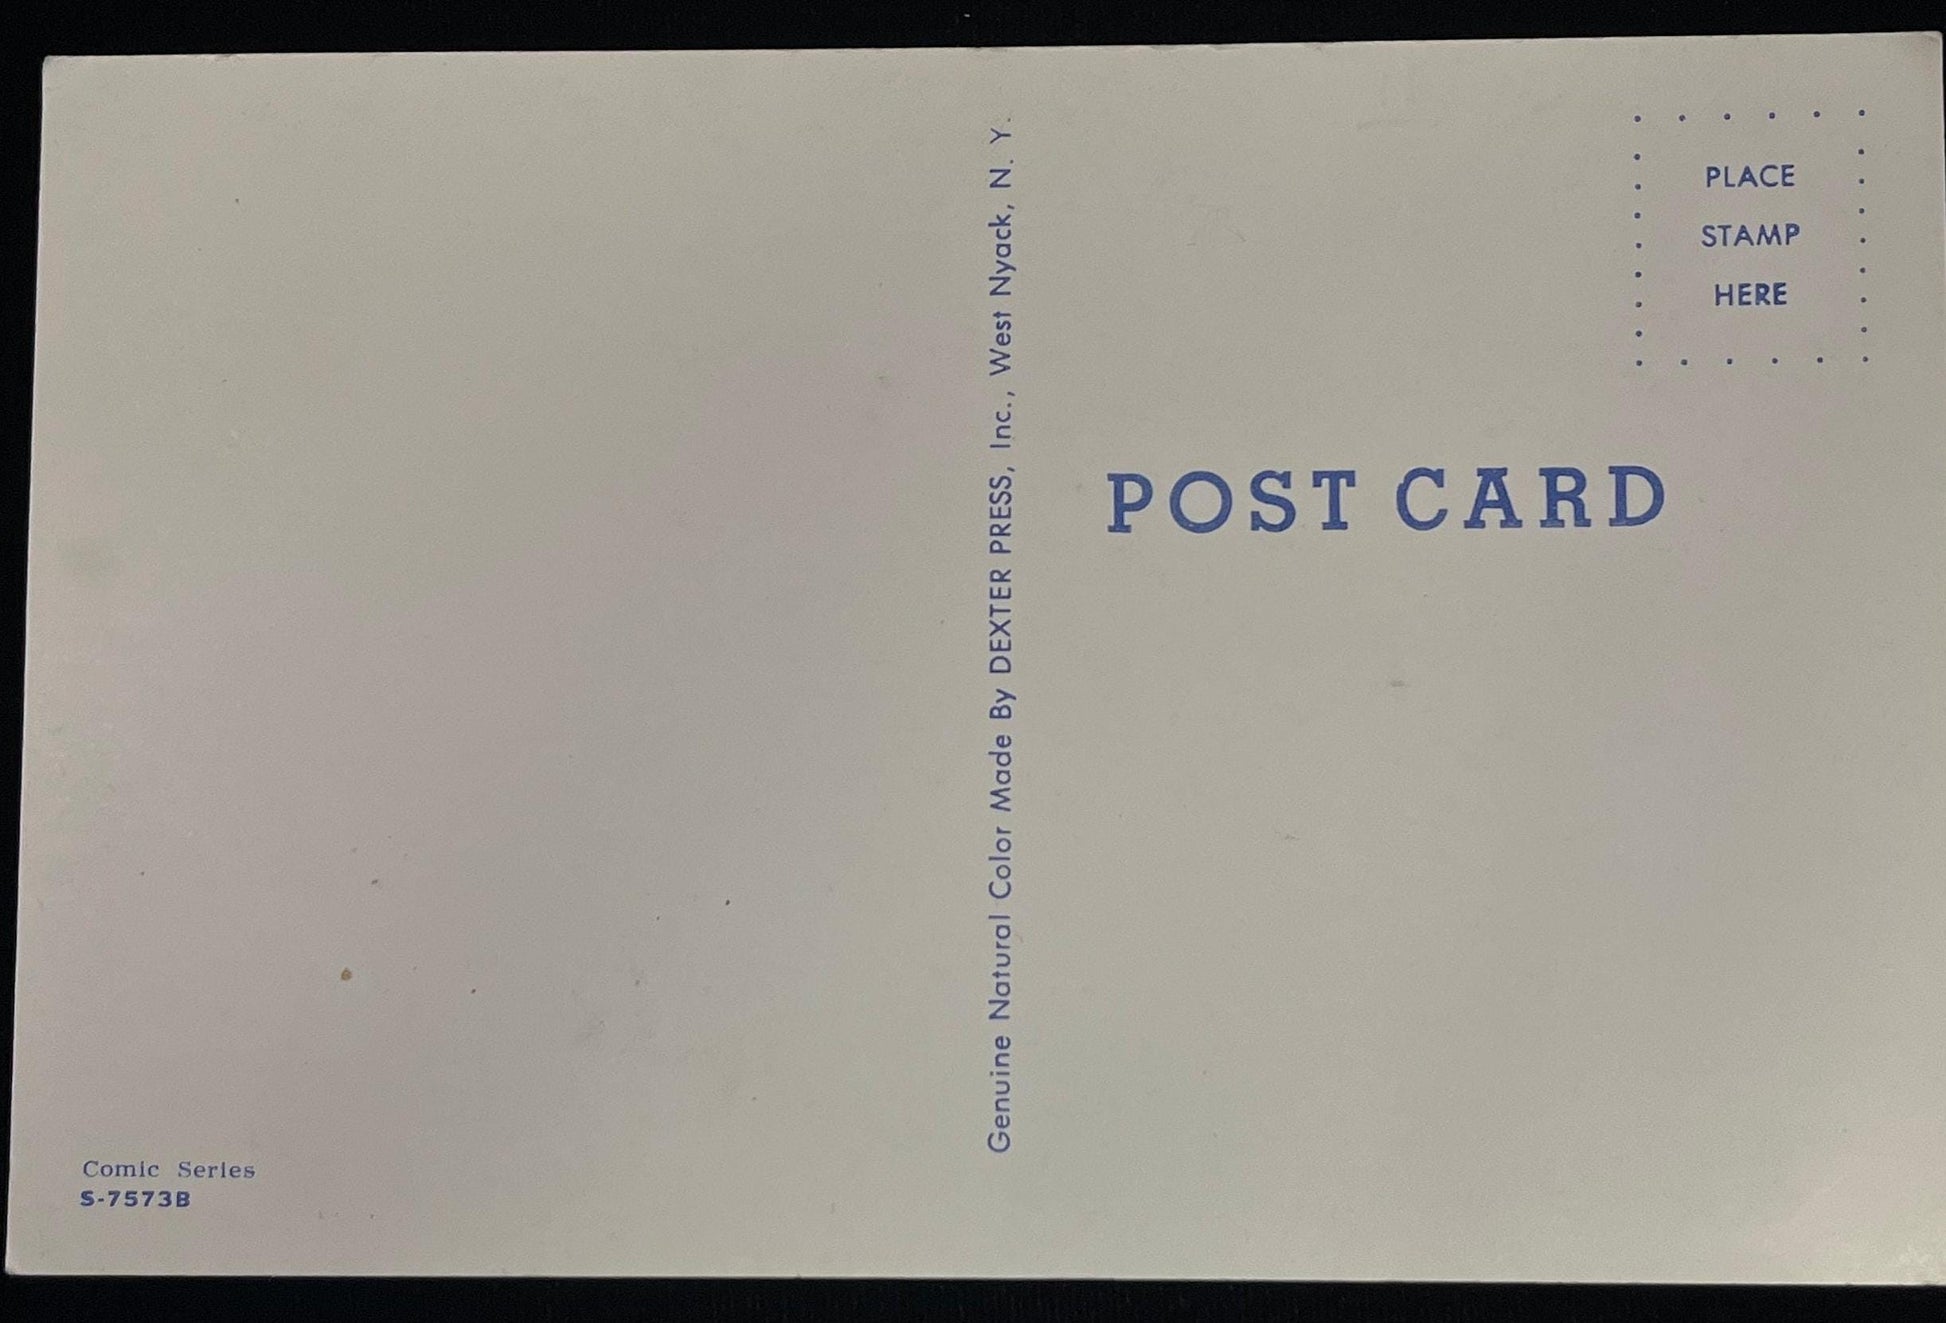 PLACE
STAMP
HERE
POST CARD
Genuine Natural Color Made By DEXTER PRESS, Inc., West Nyack, N. Y.
Comic Series
S-7573B